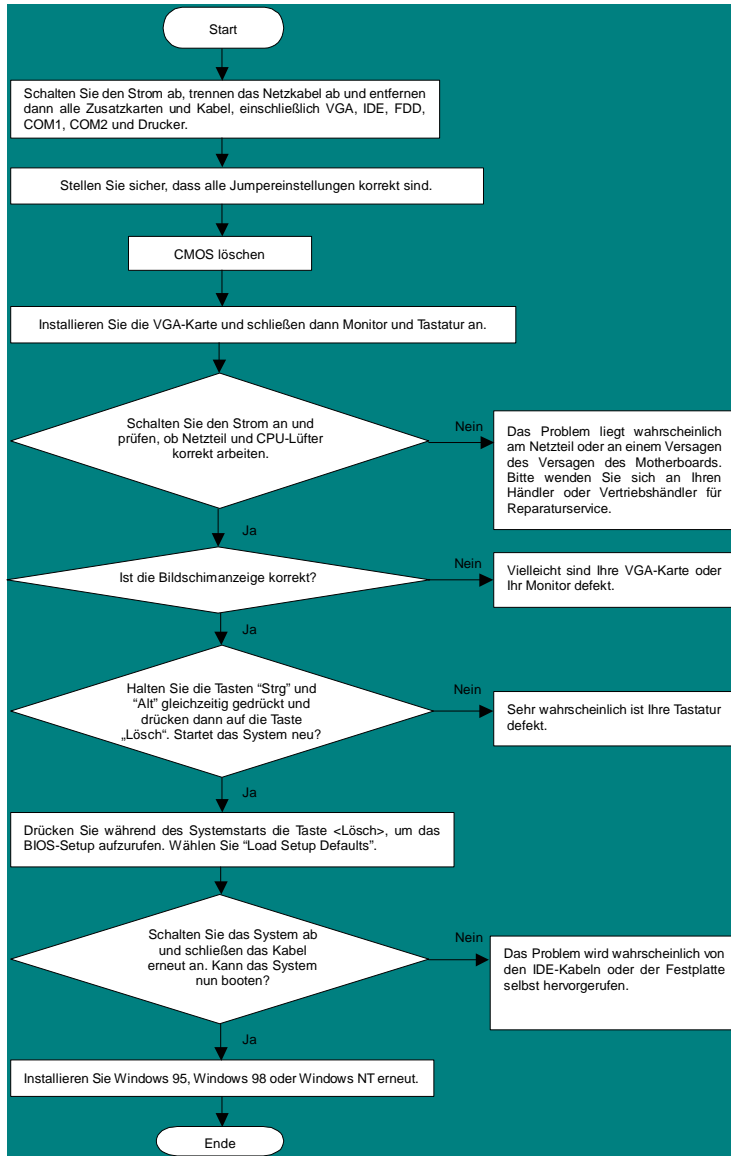 Start
Schalten Sie den Strom ab, trennen das Netzkabel ab und entfernen
dann alle Zusatzkarten und Kabel, einschließlich VGA, IDE, FDD,
COM1, COM2 und Drucker.
Stellen Sie sicher, dass alle Jumpereinstellungen korrekt sind.
CMOS löschen
Installieren Sie die VGA-Karte und schließen dann Monitor und Tastatur an.
Schalten Sie den Strom an und
prüfen, ob Netzteil und CPU-Lüfter
korrekt arbeiten.
Nein
Das Problem liegt wahrscheinlich
am Netzteil oder an einem Versagen
des Versagen des Motherboards.
Bitte wenden Sie sich an Ihren
Händler oder Vertriebshändler für
Reparaturservice.
Ja
Ist die Bildschimanzeige korrekt?
Nein
Vielleicht sind Ihre VGA-Karte oder
Ihr Monitor defekt.
Ja
Halten Sie die Tasten “Strg” und
“Alt” gleichzeitig gedrückt und
drücken dann auf die Taste
„Lösch“. Startet das System neu?
Nein
Sehr wahrscheinlich ist Ihre Tastatur
defekt.
Ja
Drücken Sie während des Systemstarts die Taste <Lösch>, um das
BIOS-Setup aufzurufen. Wählen Sie “Load Setup Defaults”.
Schalten Sie das System ab
und schließen das Kabel
erneut an. Kann das System
nun booten?
Nein
Das Problem wird wahrscheinlich von
den IDE-Kabeln oder der Festplatte
selbst hervorgerufen.
Ja
Installieren Sie Windows 95, Windows 98 oder Windows NT erneut.
Ende